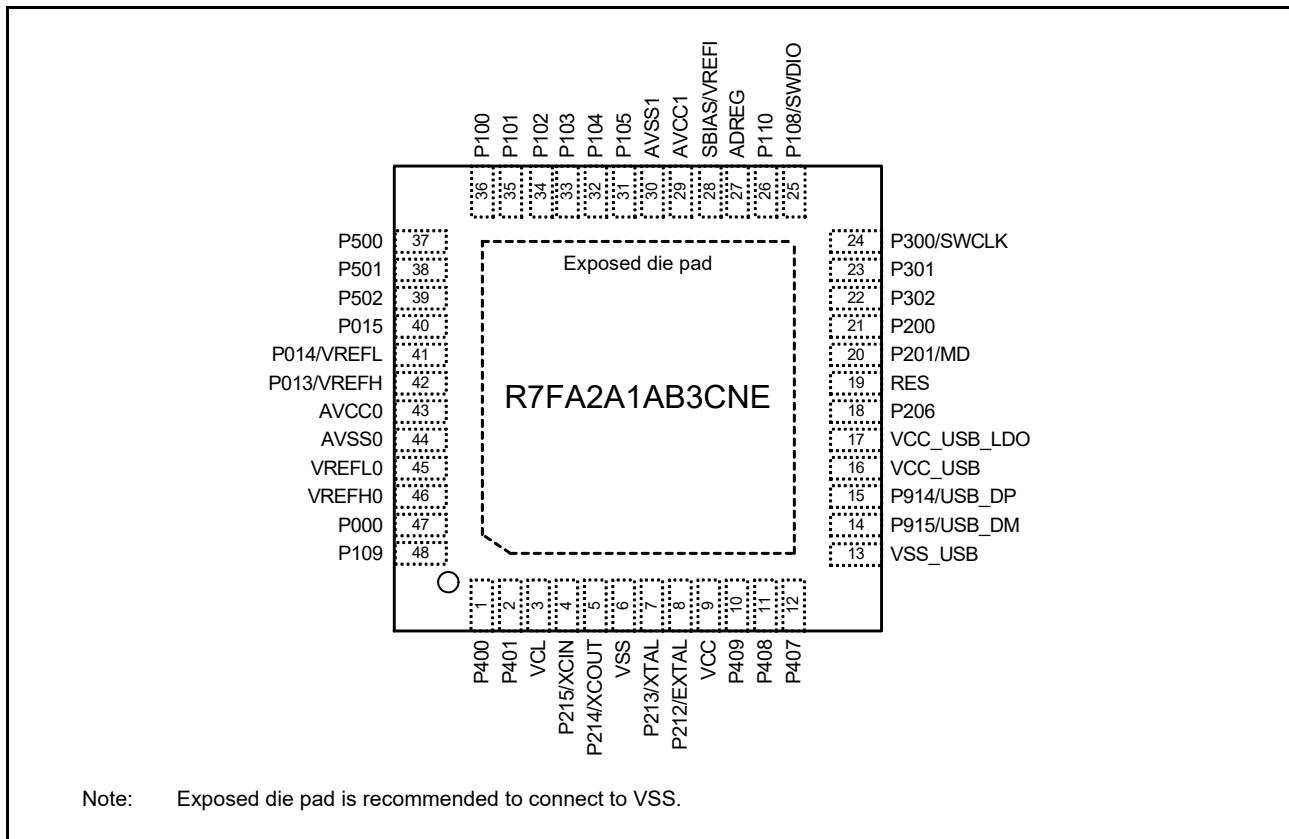 P100
P101
P102
P103
P104
P105
AVSS1
AVCC1
SBIAS/VREFI
ADREG
P110
P108/SWDIO
36
35
34
33
32
31
30
29
28
27
26
25
P500 37
P501 38
P502 39
P015 40
P014/VREFL 41
P013/VREFH 42
AVCC0 43
AVSS0 44
VREFL0 45
VREFH0 46
P000 47
P109 48
Exposed die pad
R7FA2A1AB3CNE
24 P300/SWCLK
23 P301
22 P302
21 P200
20 P201/MD
19 RES
18 P206
17 VCC_USB_LDO
16 VCC_USB
15 P914/USB_DP
14 P915/USB_DM
13 VSS_USB
1
2
3
4
5
6
7
8
9
10
11
12
P400
P401
VCL
P215/XCIN
P214/XCOUT
VSS
P213/XTAL
P212/EXTAL
VCC
P409
P408
P407
Note: Exposed die pad is recommended to connect to VSS.